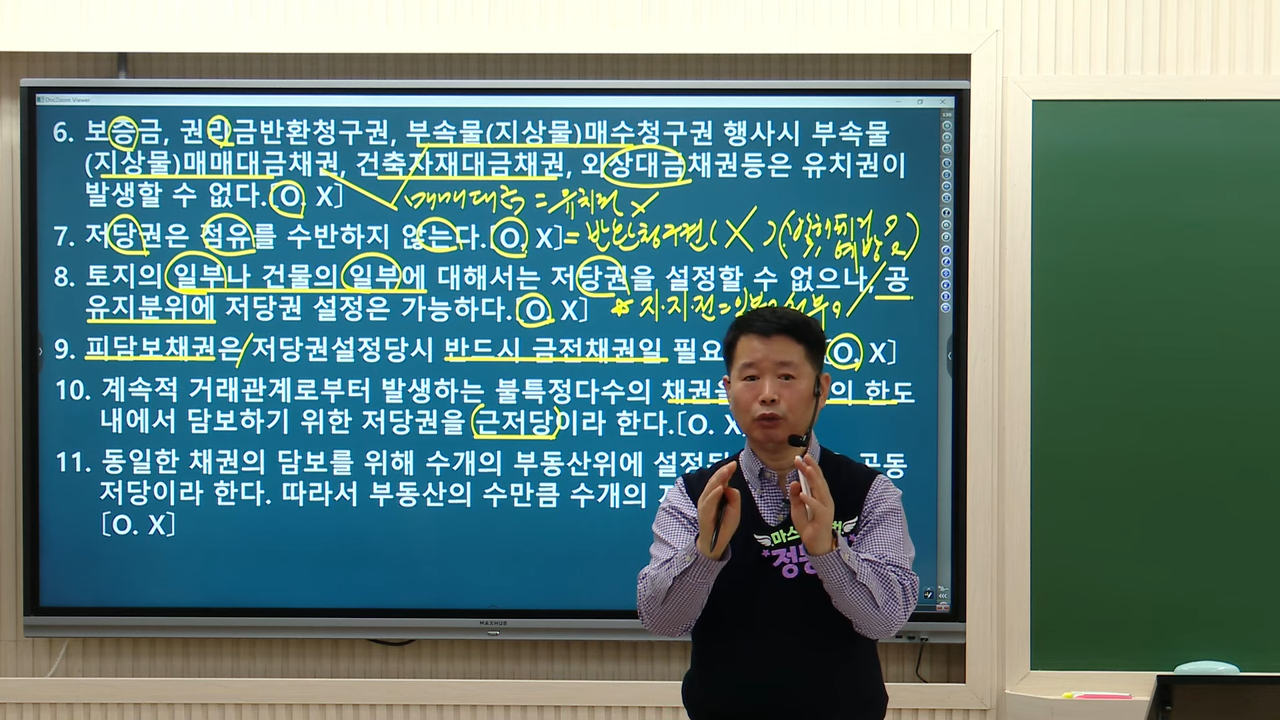 DocZoom Viewer
6. 보증금, 권리금반환청구권, 부속물(지상물)매수청구권 행사시 부속물
(지상물)매매대금채권, 건축자재대금채권, 외상대금채권등은 유치권이
발생할 수 없다.[O. X]
매매대금 = 유치권 X
7. 저당권은 점유를 수반하지 않는다.[O. X] = 반환청구권( X )
8. 토지의 일부나 건물의 일부에 대해서는 저당권을 설정할 수 없으나, 공
유지분위에 저당권 설정은 가능하다.[O. X]
지.지.전=일부
9. 피담보채권은 저당권설정당시 반드시 금전채권일 필요 [O, X]
10. 계속적 거래관계로부터 발생하는 불특정다수의 채권을 의 한도
내에서 담보하기 위한 저당권을 근저당이라 한다.[O. X
11. 동일한 채권의 담보를 위해 수개의 부동산위에 설정된 공동
저당이라 한다. 따라서 부동산의 수만큼 수개의
[O. X]
MAXHUB
마스
정동